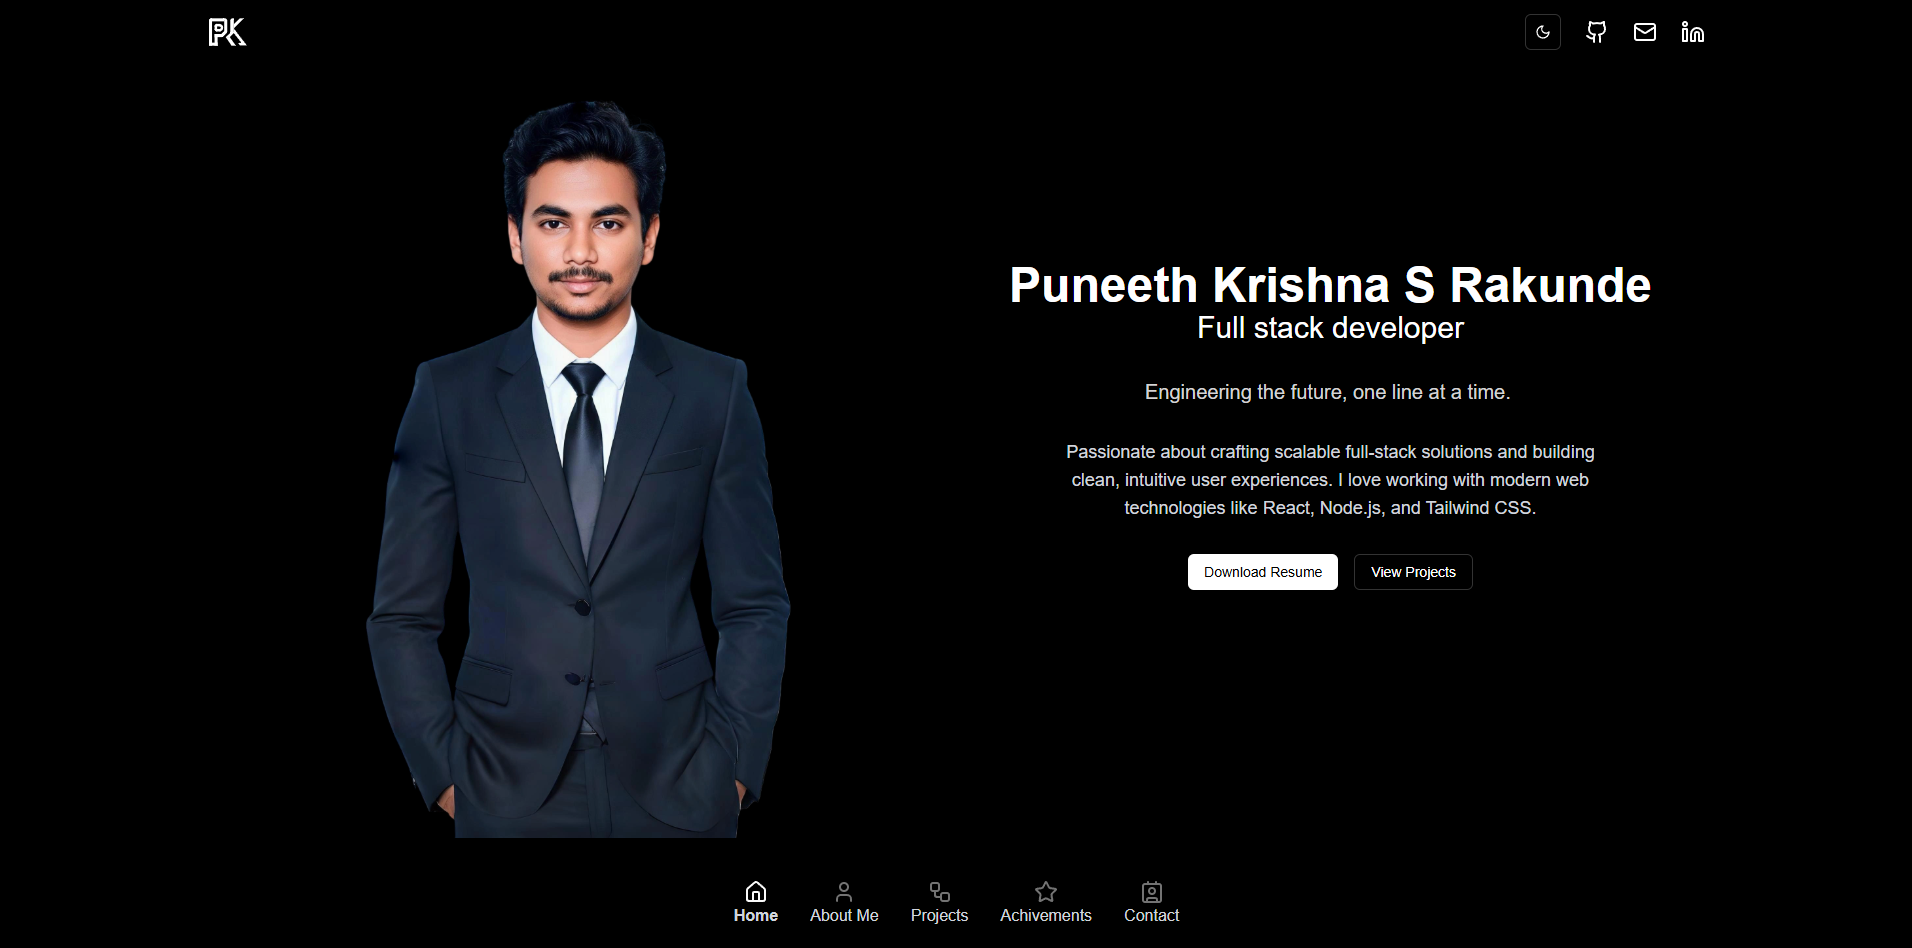 PK
Puneeth Krishna S Rakunde
Full stack developer
Engineering the future, one line at a time.
Passionate about crafting scalable full-stack solutions and building
clean, intuitive user experiences. I love working with modern web
technologies like React, Node.js, and Tailwind CSS.
Download Resume
View Projects
Home
About Me
Projects
Achivements
Contact